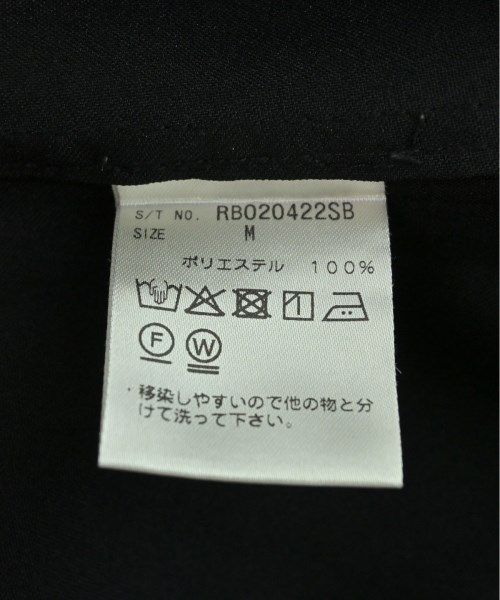 S/T NO. RB020422SB
SIZE M
ポリエステル 100%
F W
・移染しやすいので他の物と分
けて洗って下さい。